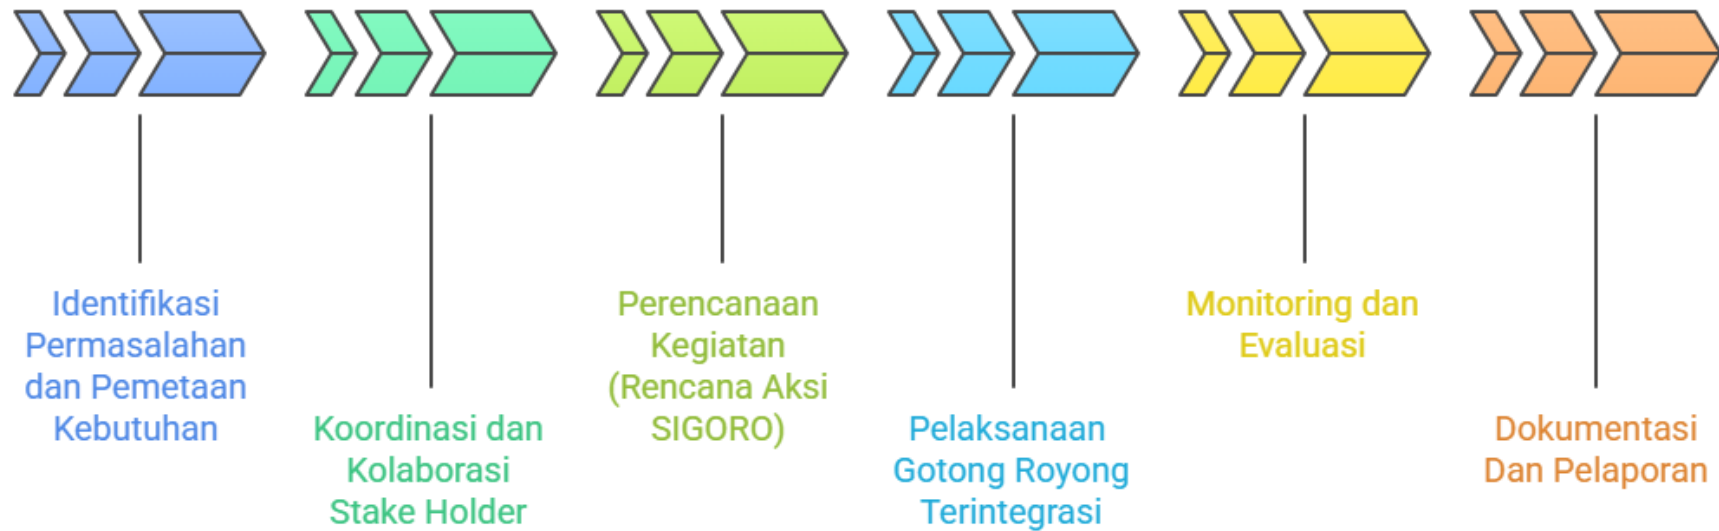 Identifikasi
Permasalahan
dan Pemetaan
Kebutuhan
Koordinasi dan
Kolaborasi
Stake Holder
Perencanaan
Kegiatan
(Rencana Aksi
SIGORO)
Pelaksanaan
Gotong Royong
Terintegrasi
Monitoring dan
Evaluasi
Dokumentasi
Dan Pelaporan